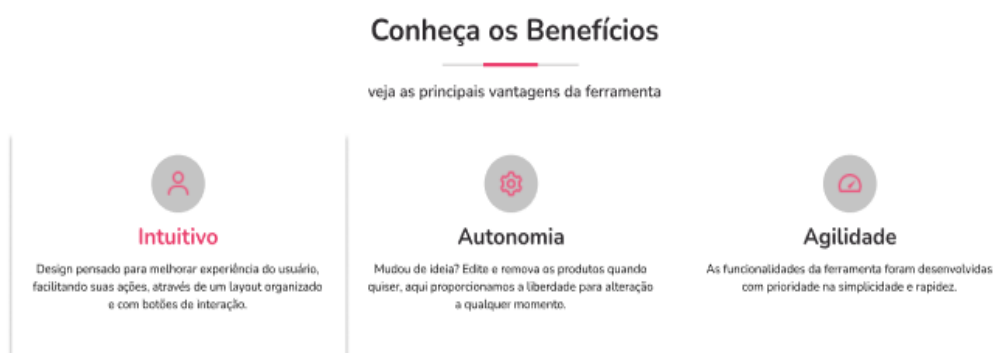 Conheça os Benefícios
veja as principais vantagens da ferramenta
Intuitivo
Design pensado para melhorar experiência do usuário,
facilitando suas ações, através de um layout organizado
e com botões de interação.
Autonomia
Mudou de ideia? Edite e remova os produtos quando
quiser, aqui proporcionamos a liberdade para alteração
a qualquer momento.
Agilidade
As funcionalidades da ferramenta foram desenvolvidas
com prioridade na simplicidade e rapidez.